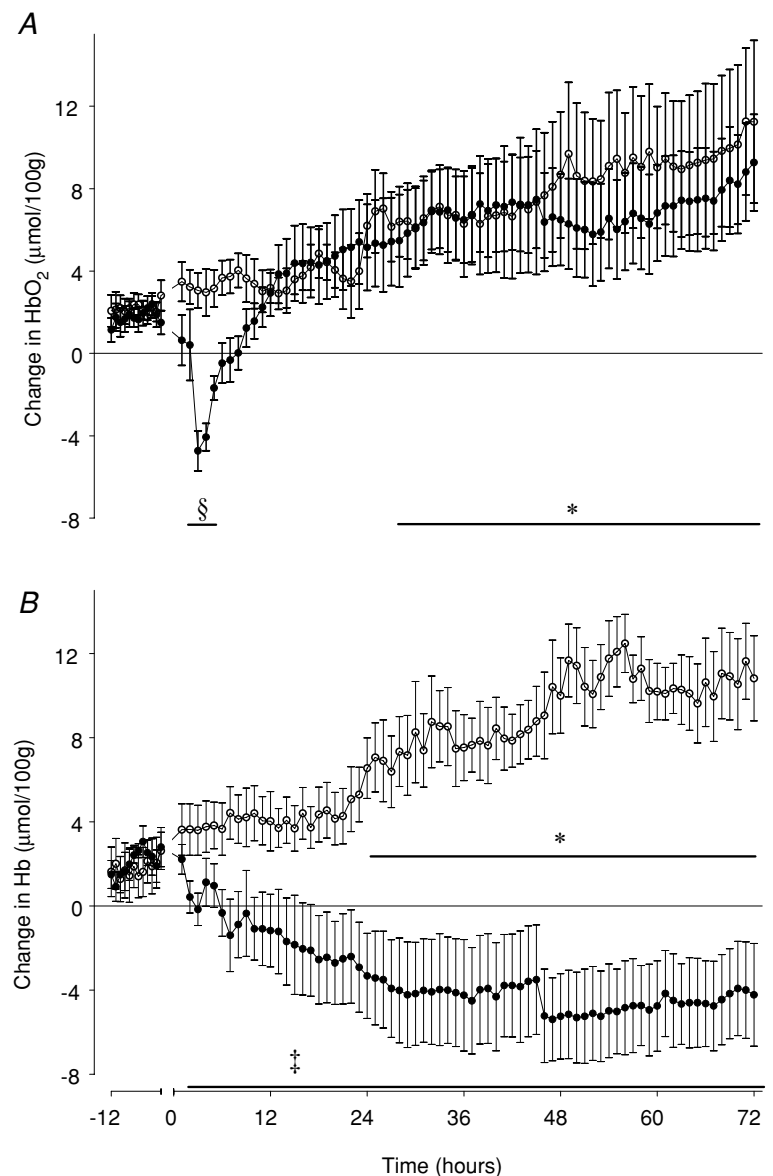 A
Change in HbO₂ (μmol/100g)
12
8
4
0
-4
-8
§
*
B
Change in Hb (μmol/100g)
12
8
4
0
-4
-8
*
‡
-12 0 12 24 36 48 60 72
Time (hours)